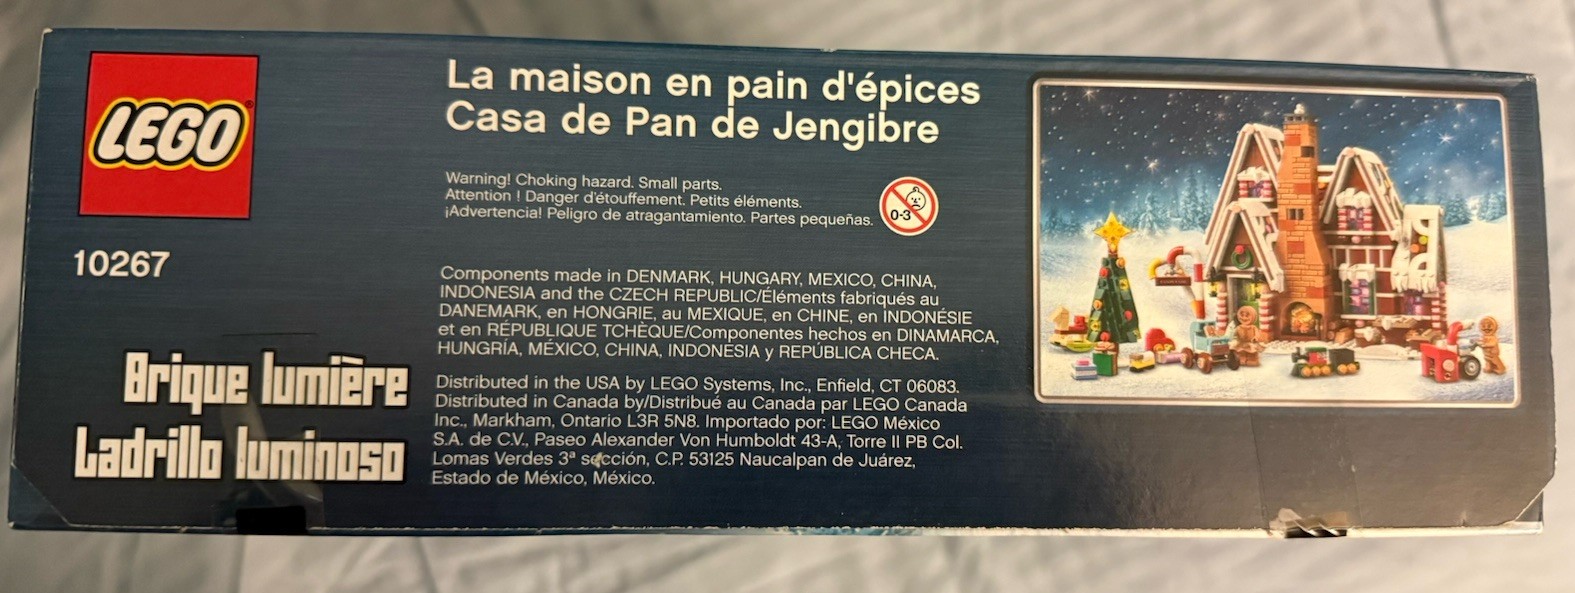 LEGO®
10267
Brique lumière
Ladrillo luminoso
La maison en pain d'épices
Casa de Pan de Jengibre
Warning! Choking hazard. Small parts.
Attention ! Danger d'étouffement. Petits éléments.
¡Advertencia! Peligro de atragantamiento. Partes pequeñas.
0-3
Components made in DENMARK, HUNGARY, MEXICO, CHINA,
INDONESIA and the CZECH REPUBLIC/Éléments fabriqués au
DANEMARK, en HONGRIE, au MEXIQUE, en CHINE, en INDONÉSIE
et en RÉPUBLIQUE TCHÈQUE/Componentes hechos en DINAMARCA,
HUNGRÍA, MÉXICO, CHINA, INDONESIA y REPÚBLICA CHECA.
Distributed in the USA by LEGO Systems, Inc., Enfield, CT 06083.
Distributed in Canada by/Distribué au Canada par LEGO Canada
Inc., Markham, Ontario L3R 5N8. Importado por: LEGO México
S.A. de C.V., Paseo Alexander Von Humboldt 43-A, Torre II PB Col.
Lomas Verdes 3ª sección, C.P. 53125 Naucalpan de Juárez,
Estado de México, México.